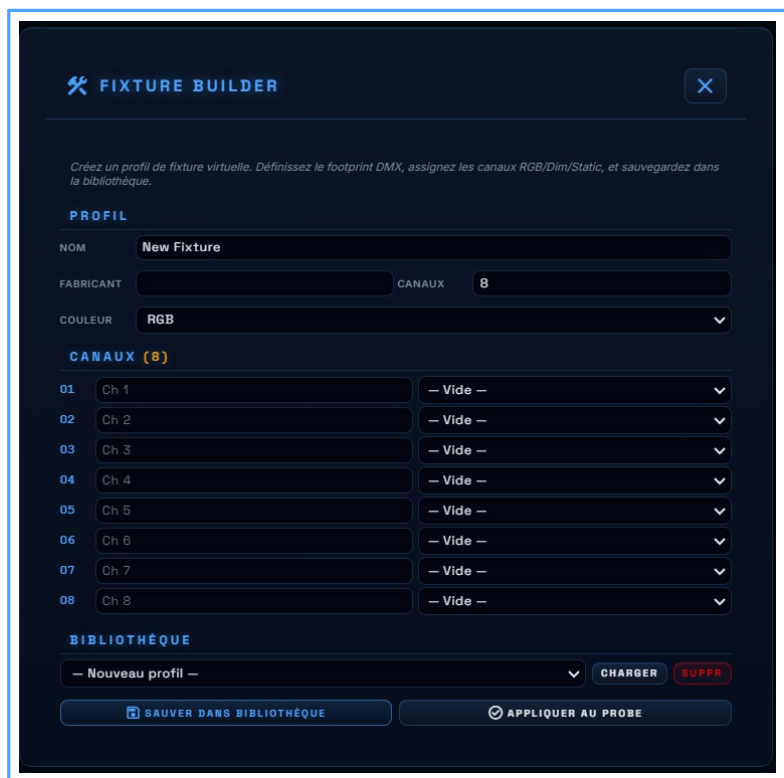 FIXTURE BUILDER
Créez un profil de fixture virtuelle. Définissez le footprint DMX, assignez les canaux RGB/Dim/Static, et sauvegardez dans
la bibliothèque.
PROFIL
NOM New Fixture
FABRICANT CANAUX 8
COULEUR RGB
CANAUX (8)
01 Ch 1 — Vide —
02 Ch 2 — Vide —
03 Ch 3 — Vide —
04 Ch 4 — Vide —
05 Ch 5 — Vide —
06 Ch 6 — Vide —
07 Ch 7 — Vide —
08 Ch 8 — Vide —
BIBLIOTHÈQUE
— Nouveau profil — CHARGER SUPPR
SAUVER DANS BIBLIOTHÈQUE APPLIQUER AU PROBE